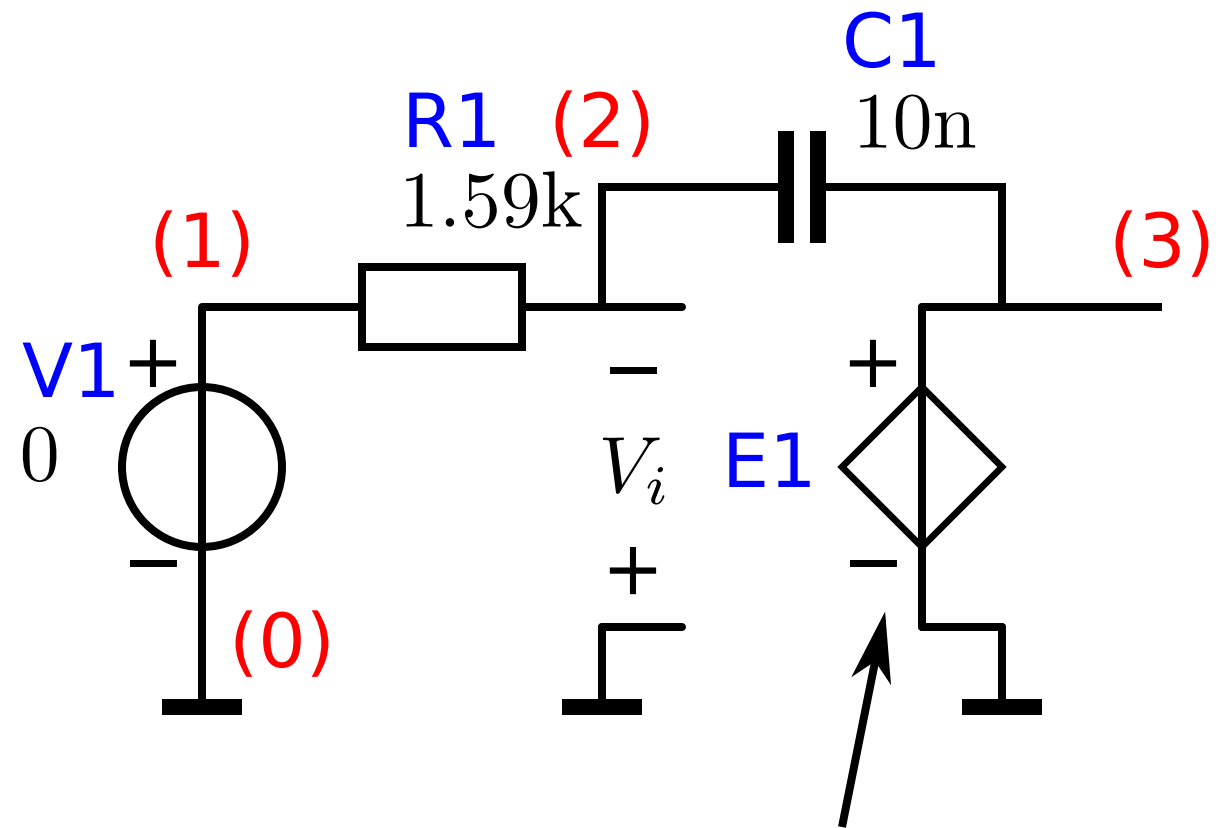 C1
10n
R1
(2)
1.59k
(1)
(3)
V1
+
+
0
−
V_i
E1
+
−
−
(0)